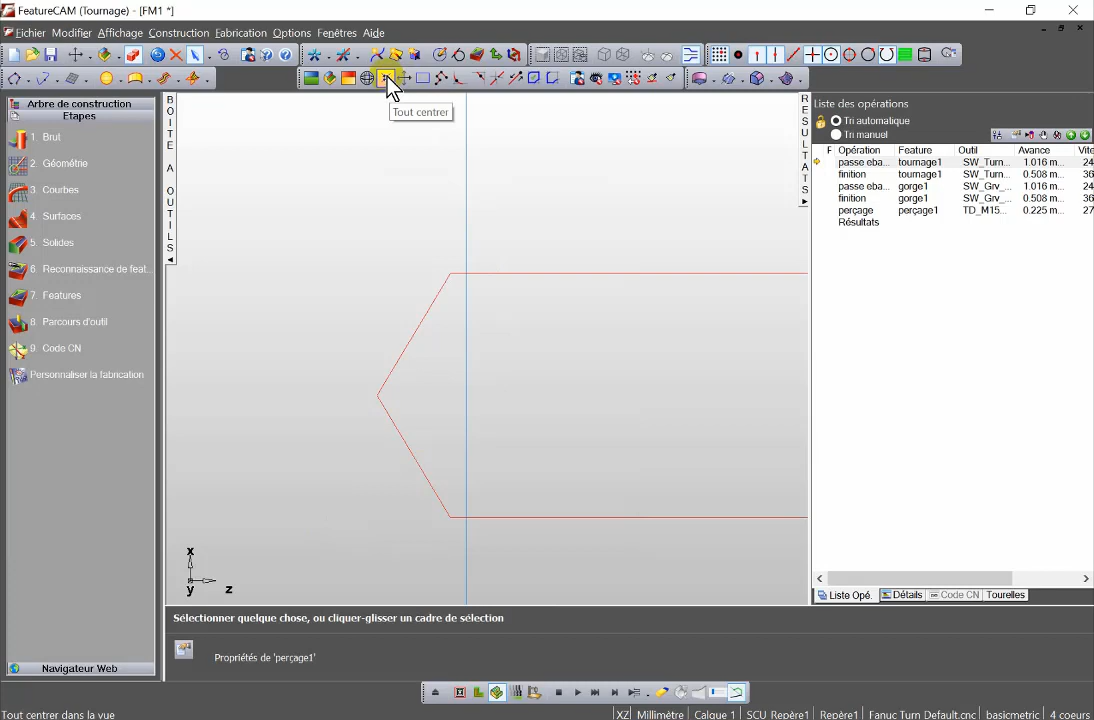 FeatureCAM (Tournage) - [FM1 *]
Fichier Modifier Affichage Construction Fabrication Options Fenêtres Aide
Tout centrer
Arbre de construction
Etapes
1 Brut
2. Géométrie
3 Courbes
4 Surfaces
5. Solides
6. Reconnaissance de feat...
7. Features
8. Parcours d'outil
9 Code CN
Personnaliser la fabrication
Navigateur Web
BOITE A OUTILS
x
y z
RESULTATS
Liste des opérations
Tri automatique
Tri manuel
F Opération Feature Outil Avance Vite
passe eba... tournage1 SW_Turn... 1.016 m... 24
finition tournage1 SW_Turn... 0.508 m... 36
passe eba... gorge1 SW_Grv_... 1.016 m... 24
finition gorge1 SW_Grv_... 0.508 m... 36
perçage perçage1 TD_M15... 0.225 m... 27
Résultats
Liste Opé. Détails Code CN Tourelles
Sélectionner quelque chose, ou cliquer-glisser un cadre de sélection
Propriétés de 'perçage1'
Tout centrer dans la vue
XZ Millimètre Calque 1 SCU Repère1 Repère1 Fanuc Turn Default.cnc basicmetric 4 coeurs